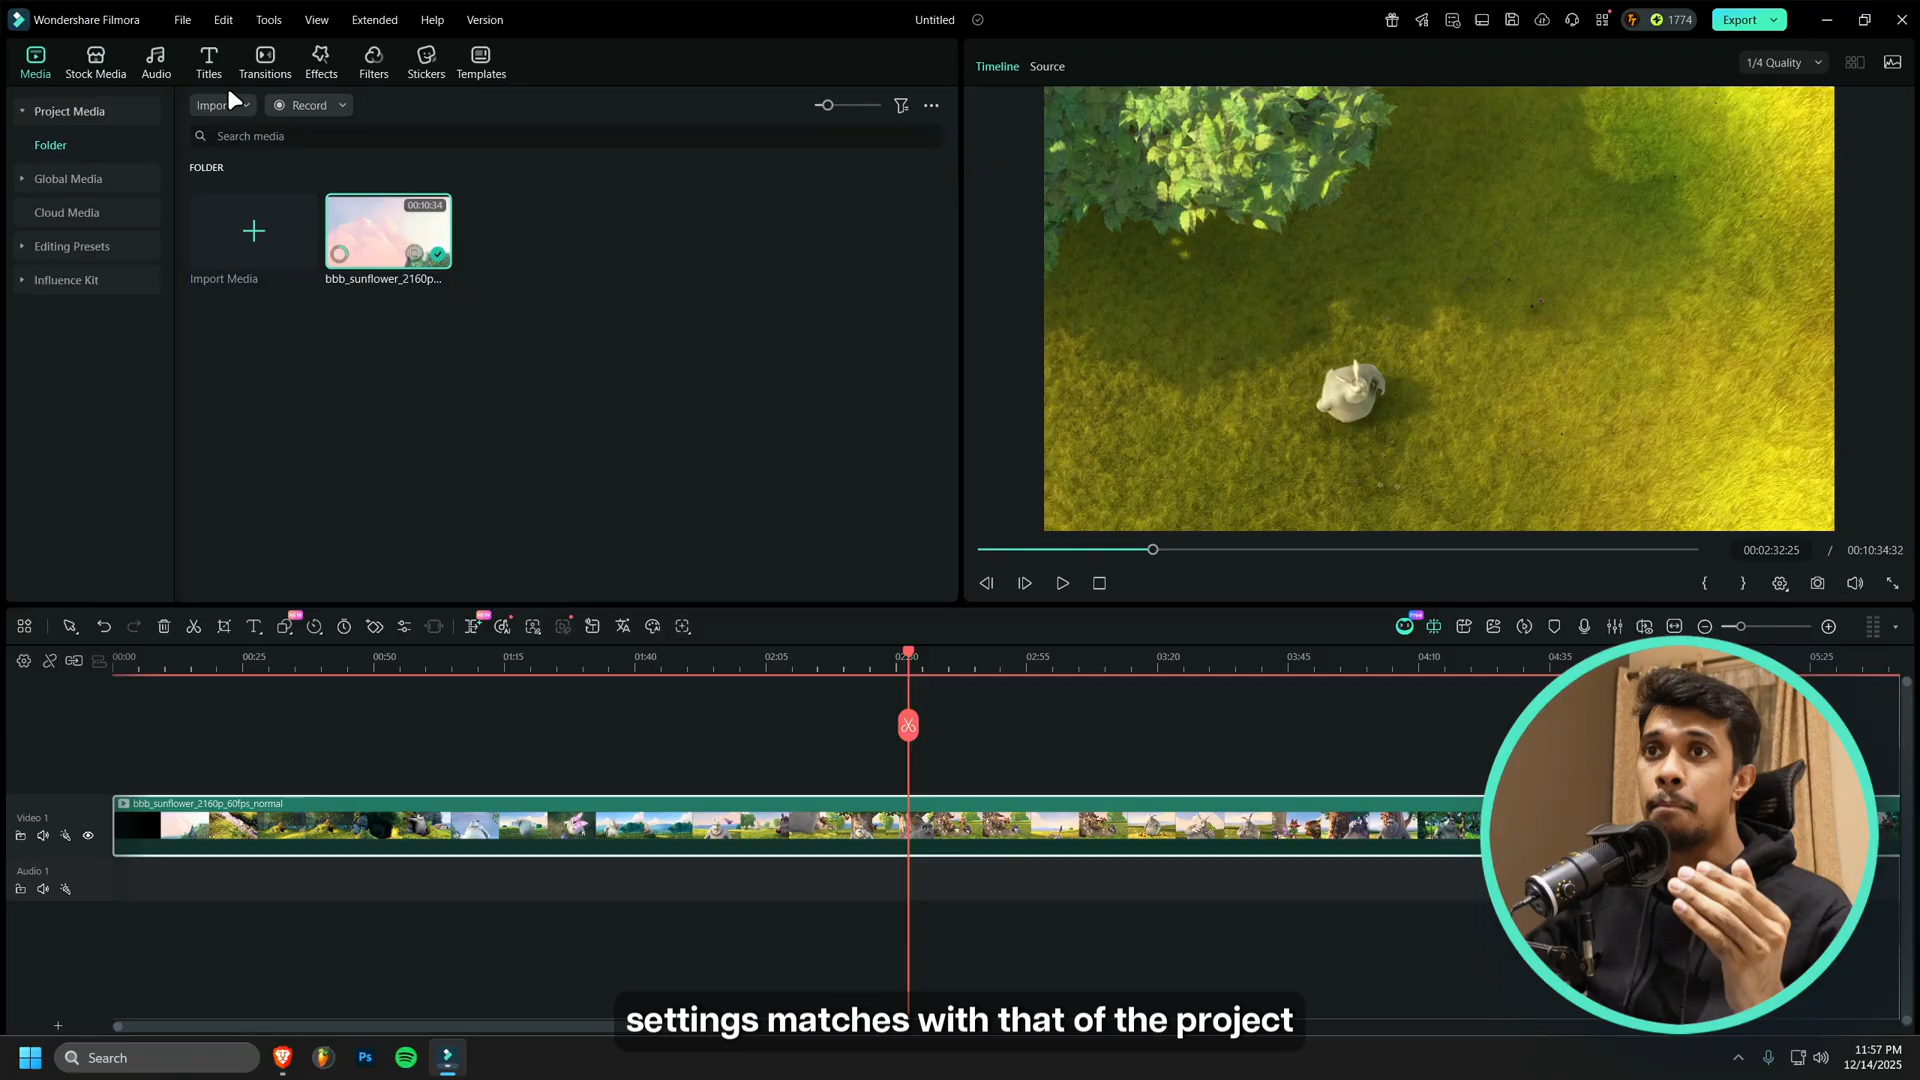 Wondershare Filmora
File
Edit
Tools
View
Extended
Help
Version
Untitled
1774
Export
Media
Stock Media
Audio
Titles
Transitions
Effects
Filters
Stickers
Templates
Timeline
Source
1/4 Quality
Project Media
Folder
Global Media
Cloud Media
Editing Presets
Influence Kit
Record
Search media
FOLDER
00:10:34
Import Media
bbb_sunflower_2160p...
00:02:32:25
/
00:10:34:32
NEW
NEW
Free
00:00
00:25
00:50
01:15
01:40
02:05
02:55
03:20
03:45
04:10
04:35
05:25
bbb_sunflower_2160p_60fps_normal
Video 1
Audio 1
settings matches with that of the project
Search
Ps
11:57 PM
12/14/2025